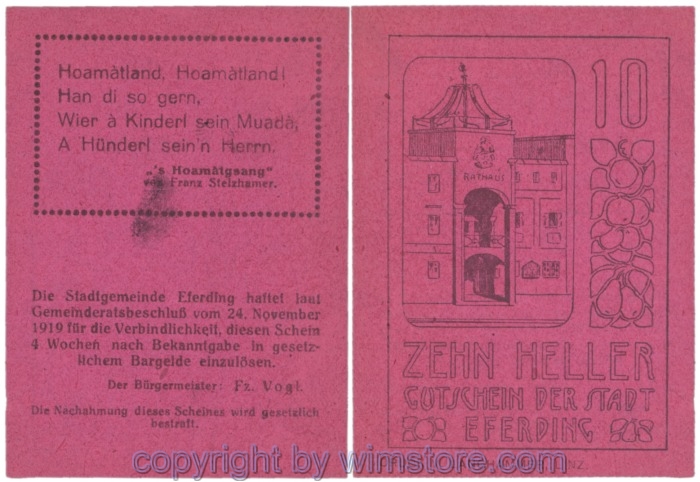 Hoamàtland, Hoamàtland!
Han di so gern,
Wier à Kinderl sein Muadà,
A Hünderl sein'n Herrn.
„'s Hoamàtgsang"
von Franz Stelzhamer.
Die Stadtgemeinde Eferding haftet laut
Gemeinderatsbeschluß vom 24. November
1919 für die Verbindlichkeit, diesen Schein
4 Wochen nach Bekanntgabe in gesetz-
lichem Bargelde einzulösen.
Der Bürgermeister: Fz. Vogl.
Die Nachahmung dieses Scheines wird gesetzlich
bestraft.
10
RATHAUS
ZEHN HELLER
GUTSCHEIN DER STADT
EFERDING
copyright by wimstore.com